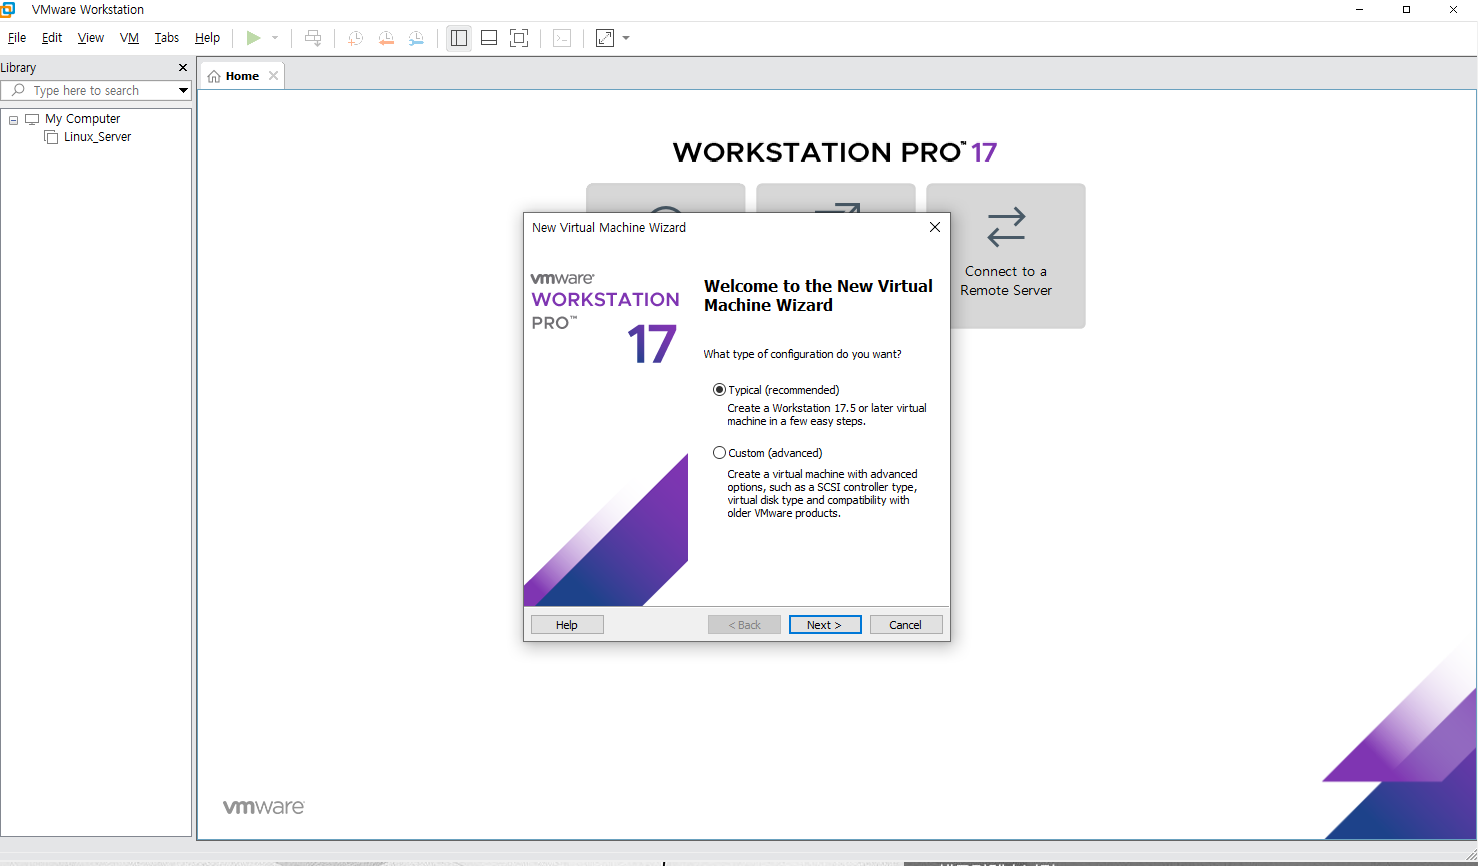 VMware Workstation
File Edit View VM Tabs Help
Library
Type here to search
My Computer
Linux_Server
Home
WORKSTATION PRO™ 17
Connect to a
Remote Server
New Virtual Machine Wizard
vmware®
WORKSTATION
PRO™
17
Welcome to the New Virtual
Machine Wizard
What type of configuration do you want?
Typical (recommended)
Create a Workstation 17.5 or later virtual
machine in a few easy steps.
Custom (advanced)
Create a virtual machine with advanced
options, such as a SCSI controller type,
virtual disk type and compatibility with
older VMware products.
Help
< Back
Next >
Cancel
vmware®